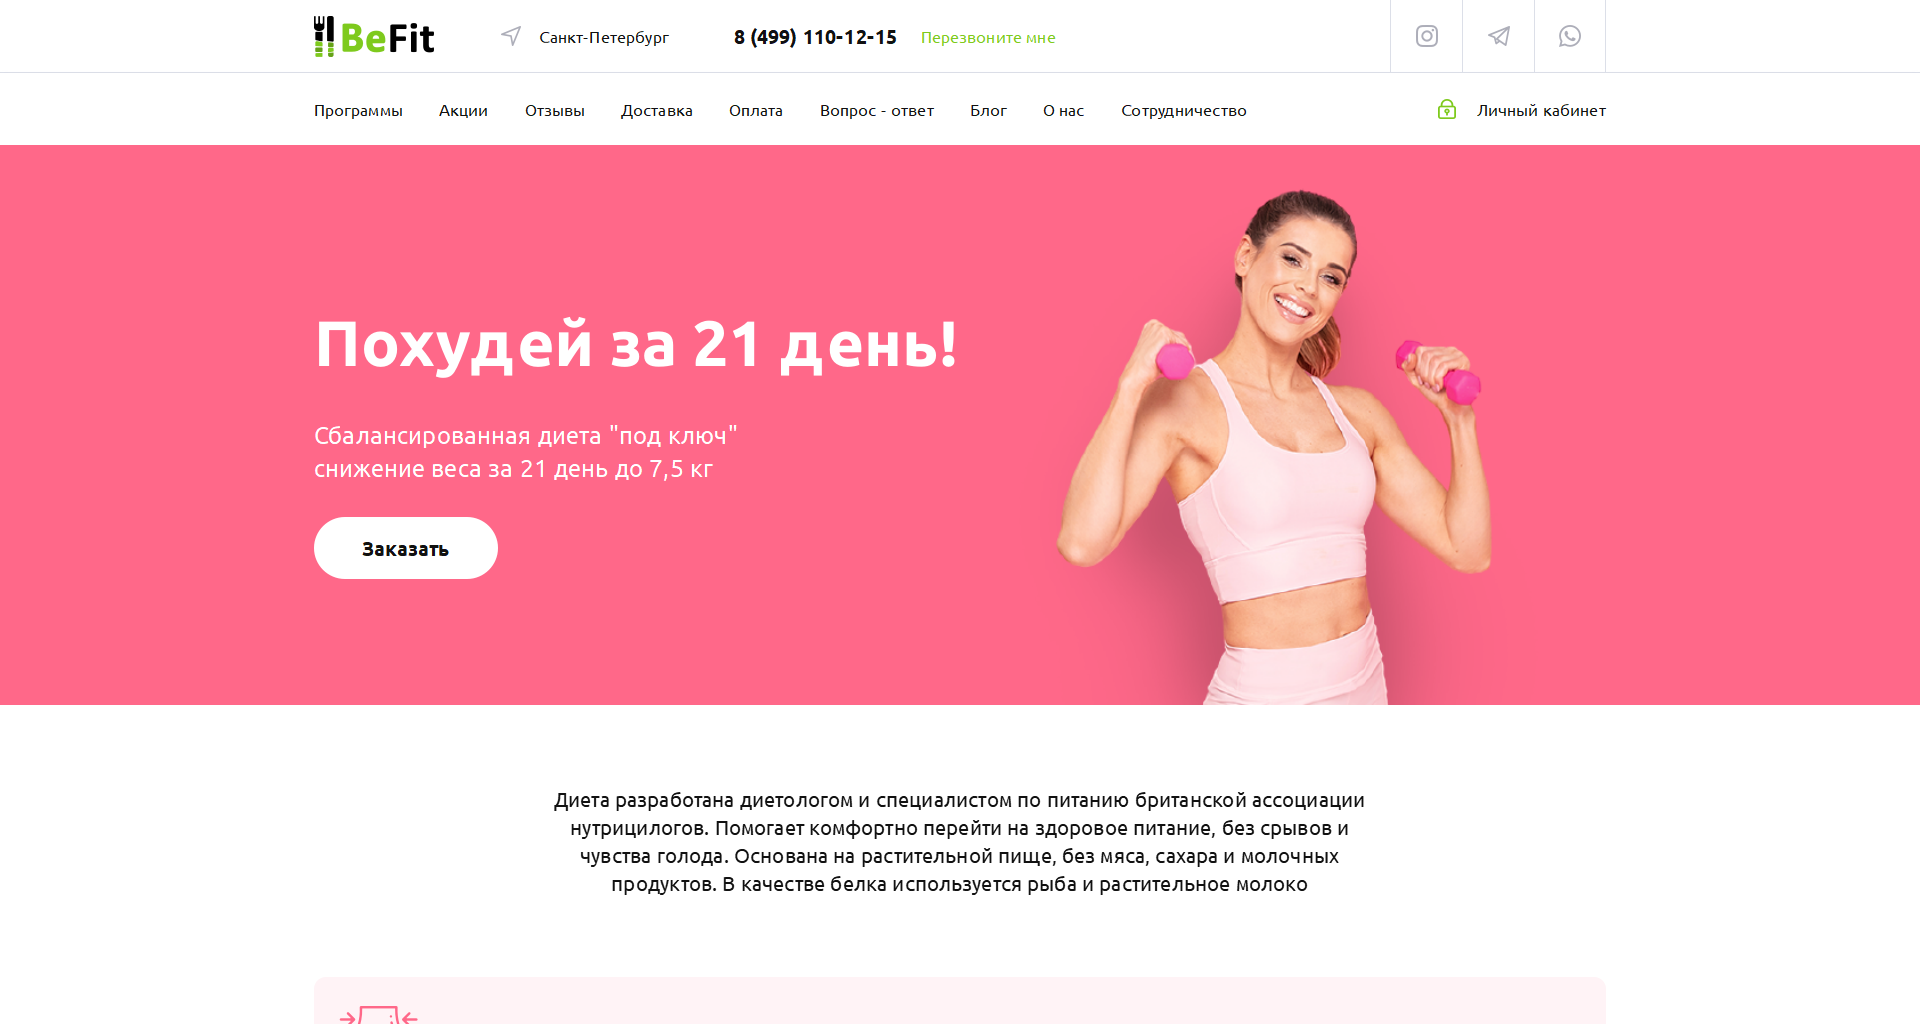 BeFit
Санкт-Петербург
8 (499) 110-12-15
Перезвоните мне
Программы
Акции
Отзывы
Доставка
Оплата
Вопрос - ответ
Блог
О нас
Сотрудничество
Личный кабинет
Похудей за 21 день!
Сбалансированная диета "под ключ"
снижение веса за 21 день до 7,5 кг
Заказать
Диета разработана диетологом и специалистом по питанию британской ассоциации
нутрицилогов. Помогает комфортно перейти на здоровое питание, без срывов и
чувства голода. Основана на растительной пище, без мяса, сахара и молочных
продуктов. В качестве белка используется рыба и растительное молоко